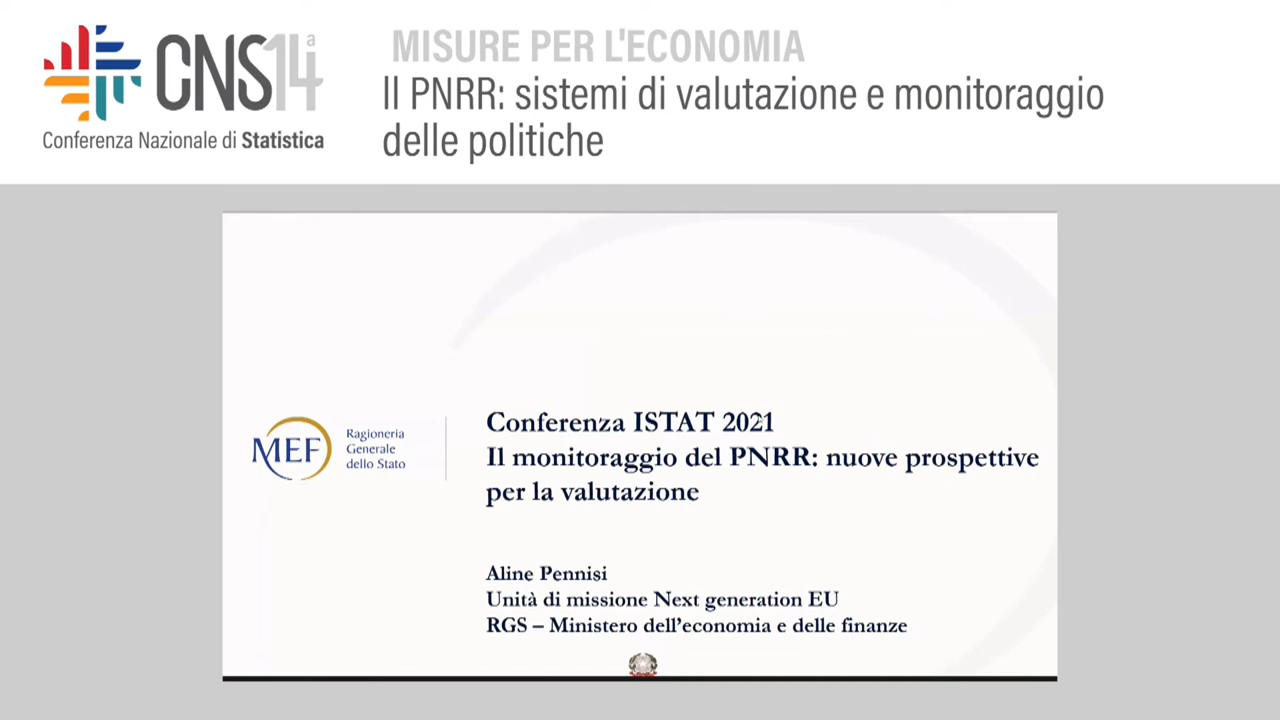 CNS14a
Conferenza Nazionale di Statistica
MISURE PER L'ECONOMIA
Il PNRR: sistemi di valutazione e monitoraggio
delle politiche
MEF
Ragioneria
Generale
dello Stato
Conferenza ISTAT 2021
Il monitoraggio del PNRR: nuove prospettive
per la valutazione
Aline Pennisi
Unità di missione Next generation EU
RGS – Ministero dell'economia e delle finanze